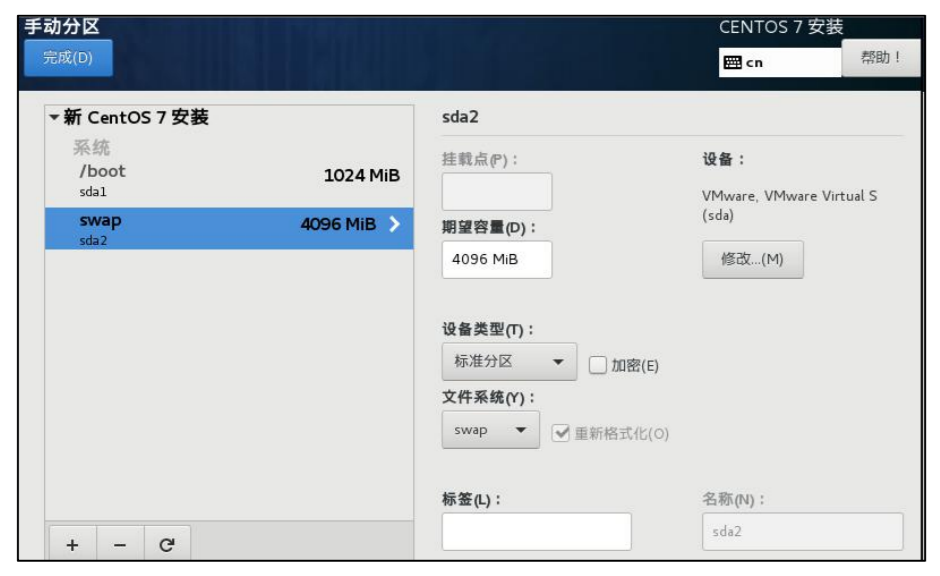 手动分区
CENTOS 7 安装
完成(D)
cn
帮助！
新 CentOS 7 安装
系统
/boot
1024 MiB
sda1
swap
4096 MiB
sda2
sda2
挂载点(P)：
设备：
VMware, VMware Virtual S
(sda)
期望容量(D)：
4096 MiB
修改...(M)
设备类型(T)：
标准分区
加密(E)
文件系统(Y)：
swap
重新格式化(O)
标签(L)：
名称(N)：
sda2
+ −